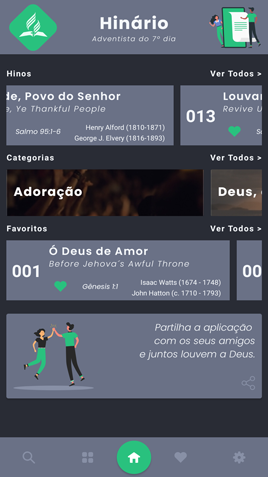 Hinário
Adventista do 7º dia
Hinos
Ver Todos >
de, Povo do Senhor
e, Ye Thankful People
Salmo 95:1-6
Henry Alford (1810-1871)
George J. Elvery (1816-1893)
013
Louvar
Revive U
Categorias
Ver Todos >
Adoração
Deus,
Favoritos
Ver Todos >
001
Ó Deus de Amor
Before Jehova's Awful Throne
Gênesis 1:1
Isaac Watts (1674 - 1748)
John Hatton (c. 1710 - 1793)
00
Partilha a aplicação
com os seus amigos
e juntos louvem a Deus.